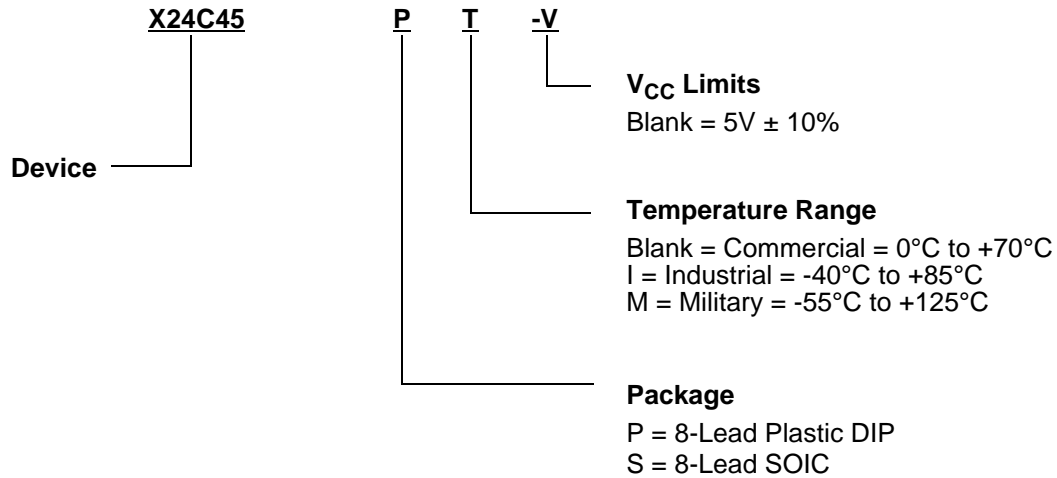 X24C45 P T -V
VCC Limits
Blank = 5V ± 10%
Device
Temperature Range
Blank = Commercial = 0°C to +70°C
I = Industrial = -40°C to +85°C
M = Military = -55°C to +125°C
Package
P = 8-Lead Plastic DIP
S = 8-Lead SOIC